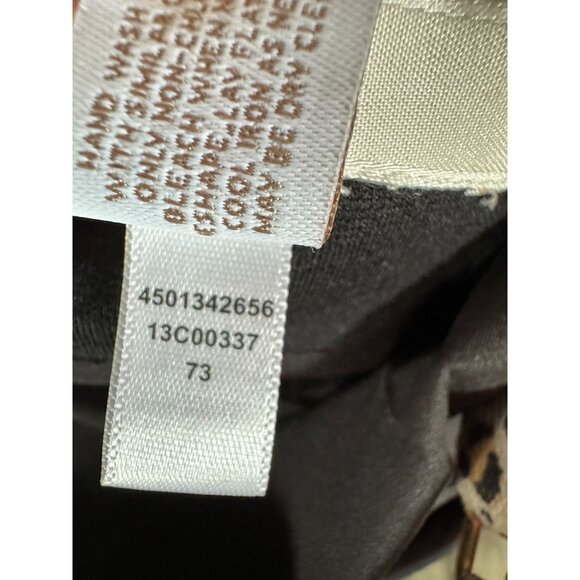 HAND WASH
WITH SIMILAR
ONLY NON-CH
BLEACH WHEN N
RESHAPE-LAY FLAT
COOL IRON AS NE
MAY BE DRY CLE
4501342656
13C00337
73